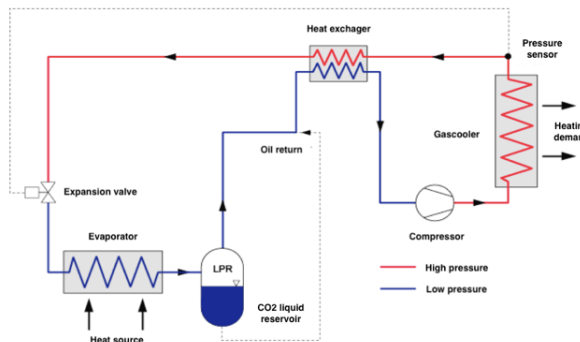 Heat exchager
Pressure
sensor
Gascooler
Heating
deman
Oil return
Expansion valve
Evaporator
LPR
Compressor
High pressure
Low pressure
CO2 liquid
reservoir
Heat source